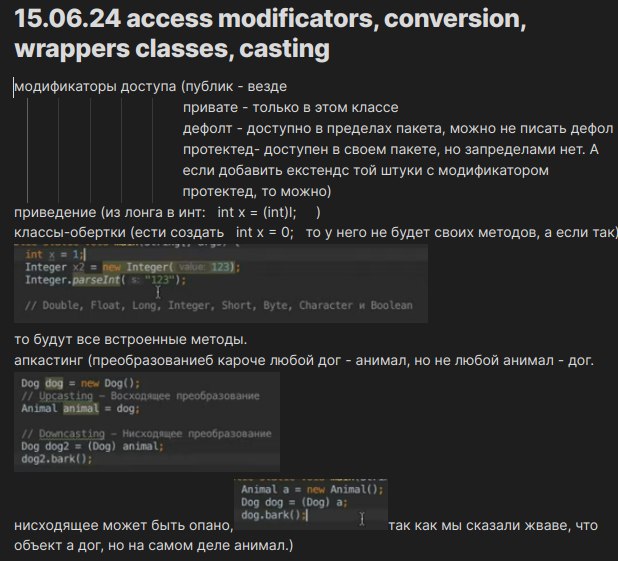 15.06.24 access modificators, conversion,
wrappers classes, casting
модификаторы доступа (публик - везде
привате - только в этом классе
дефолт - доступно в пределах пакета, можно не писать дефол
протектед- доступен в своем пакете, но запределами нет. А
если добавить екстендс той штуки с модификатором
протектед, то можно)
приведение (из лонга в инт: int x = (int)l; )
классы-обертки (ести создать int x = 0; то у него не будет своих методов, а если так)
int x = 1;
Integer x2 = new Integer( value: 123);
Integer.parseInt( s: "123");
// Double, Float, Long, Integer, Short, Byte, Character и Boolean
то будут все встроенные методы.
апкастинг (преобразованиеб кароче любой дог - анимал, но не любой анимал - дог.
Dog dog = new Dog();
// Upcasting – Восходящее преобразование
Animal animal = dog;
// Downcasting – Нисходящее преобразование
Dog dog2 = (Dog) animal;
dog2.bark();
Animal a = new Animal();
Dog dog = (Dog) a;
dog.bark();
нисходящее может быть опано, так как мы сказали жваве, что
объект а дог, но на самом деле анимал.)